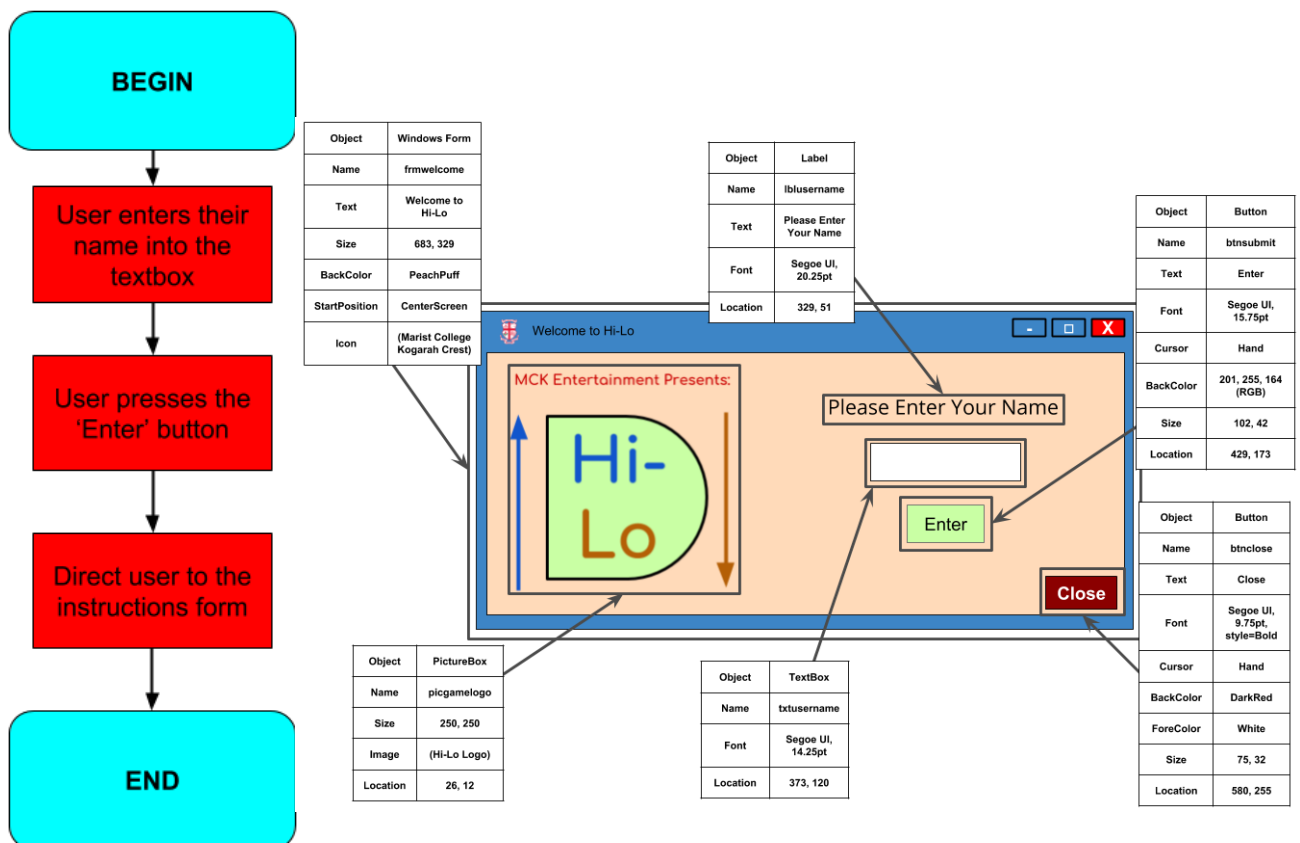 BEGIN
User enters their
name into the
textbox
User presses the
‘Enter’ button
Direct user to the
instructions form
END
Object Windows Form
Name frmwelcome
Text Welcome to
Hi-Lo
Size 683, 329
BackColor PeachPuff
StartPosition CenterScreen
Icon (Marist College
Kogarah Crest)
Object Label
Name lblusername
Text Please Enter
Your Name
Font Segoe UI,
20.25pt
Location 329, 51
Object Button
Name btnsubmit
Text Enter
Font Segoe UI,
15.75pt
Cursor Hand
BackColor 201, 255, 164
(RGB)
Size 102, 42
Location 429, 173
Welcome to Hi-Lo
- X
MCK Entertainment Presents:
Hi-
Lo
Please Enter Your Name
Enter
Close
Object Button
Name btnclose
Text Close
Font Segoe UI,
9.75pt,
style=Bold
Cursor Hand
BackColor DarkRed
ForeColor White
Size 75, 32
Location 580, 255
Object PictureBox
Name picgamelogo
Size 250, 250
Image (Hi-Lo Logo)
Location 26, 12
Object TextBox
Name txtusername
Font Segoe UI,
14.25pt
Location 373, 120